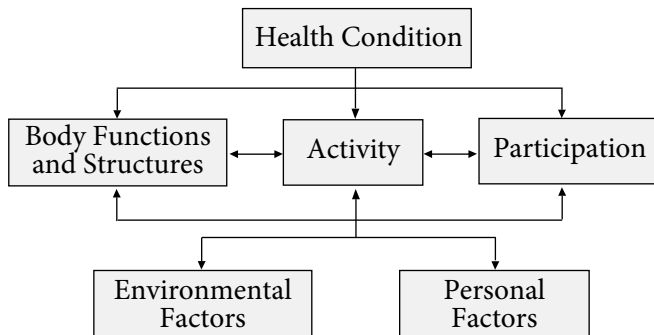 Health Condition
Body Functions
and Structures
Activity
Participation
Environmental
Factors
Personal
Factors